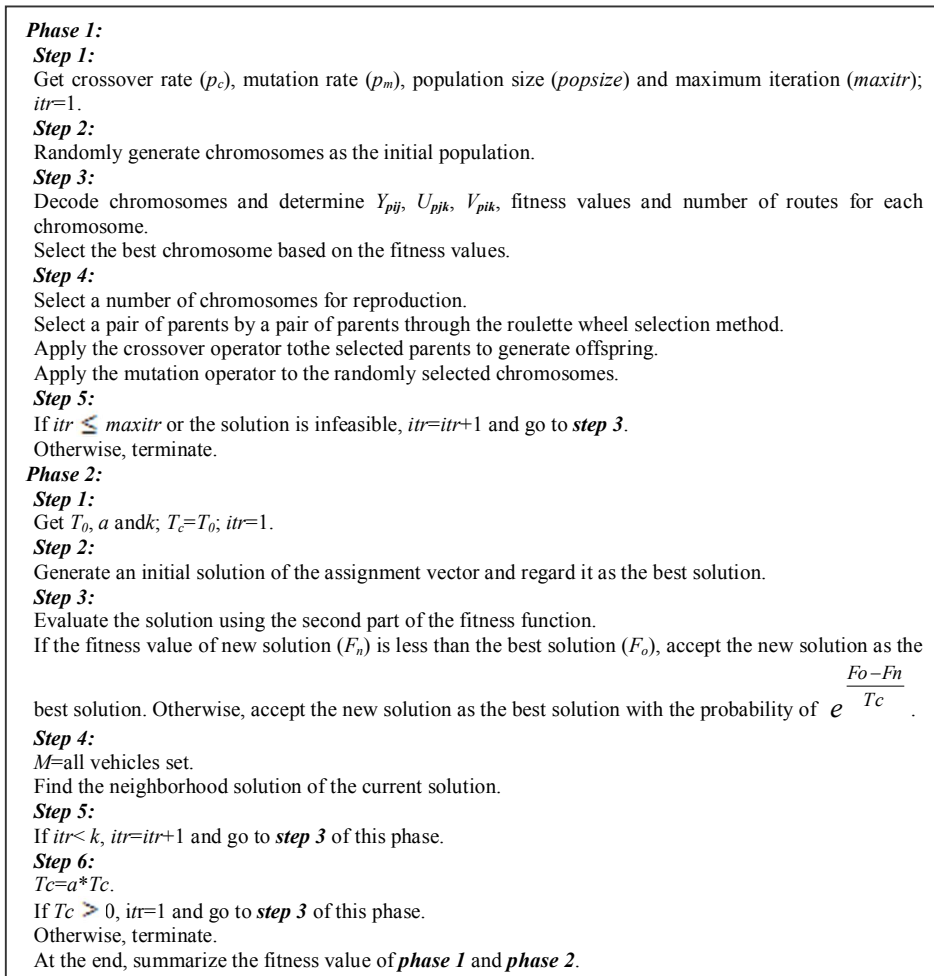 Phase 1:
Step 1:
Get crossover rate (pc), mutation rate (pm), population size (popsize) and maximum iteration (maxitr);
itr=1.
Step 2:
Randomly generate chromosomes as the initial population.
Step 3:
Decode chromosomes and determine Ypij, Upjk, Vpik, fitness values and number of routes for each
chromosome.
Select the best chromosome based on the fitness values.
Step 4:
Select a number of chromosomes for reproduction.
Select a pair of parents by a pair of parents through the roulette wheel selection method.
Apply the crossover operator tothe selected parents to generate offspring.
Apply the mutation operator to the randomly selected chromosomes.
Step 5:
If itr ≤ maxitr or the solution is infeasible, itr=itr+1 and go to step 3.
Otherwise, terminate.
Phase 2:
Step 1:
Get T0, a andk; Tc=T0; itr=1.
Step 2:
Generate an initial solution of the assignment vector and regard it as the best solution.
Step 3:
Evaluate the solution using the second part of the fitness function.
If the fitness value of new solution (Fn) is less than the best solution (Fo), accept the new solution as the
best solution. Otherwise, accept the new solution as the best solution with the probability of e^((Fo−Fn)/Tc) .
Step 4:
M=all vehicles set.
Find the neighborhood solution of the current solution.
Step 5:
If itr< k, itr=itr+1 and go to step 3 of this phase.
Step 6:
Tc=a*Tc.
If Tc > 0, itr=1 and go to step 3 of this phase.
Otherwise, terminate.
At the end, summarize the fitness value of phase 1 and phase 2.